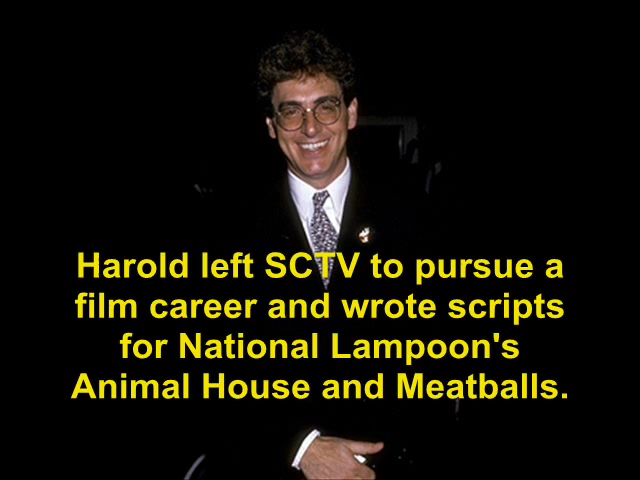 Harold left SCTV to pursue a
film career and wrote scripts
for National Lampoon's
Animal House and Meatballs.